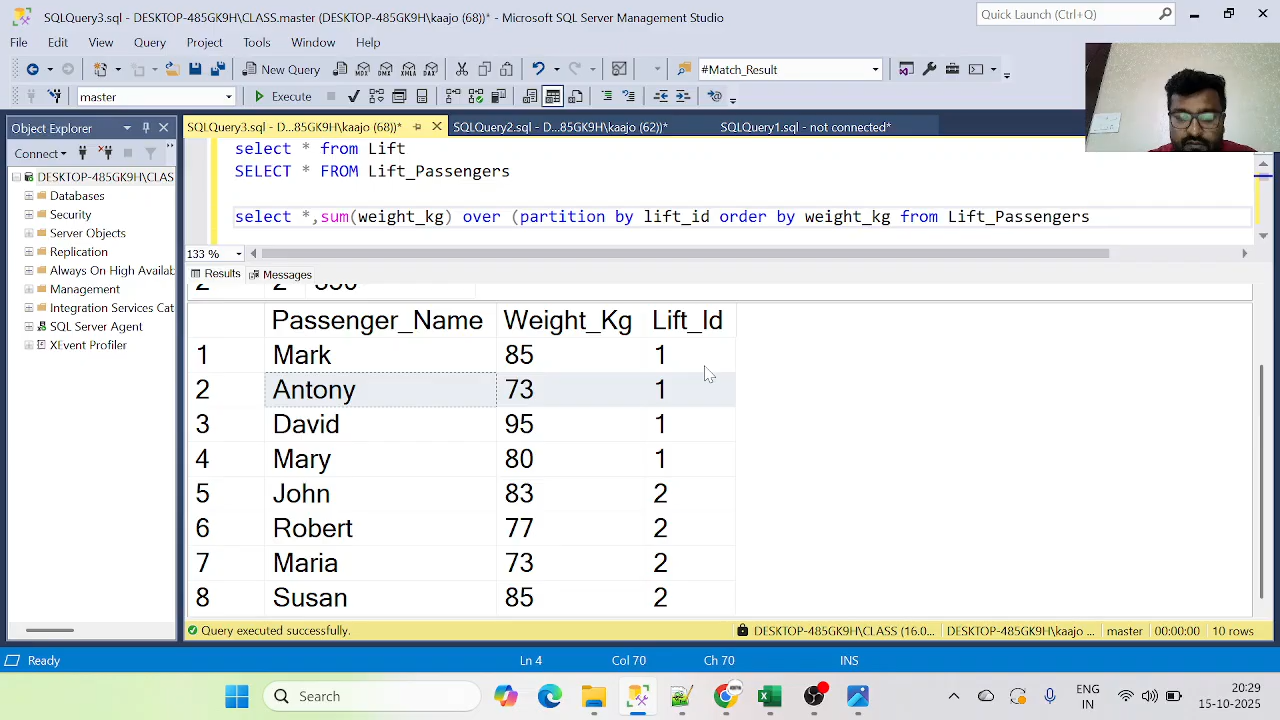 SQLQuery3.sql - DESKTOP-485GK9H\CLASS.master (DESKTOP-485GK9H\kaajo (68))* - Microsoft SQL Server Management Studio
Quick Launch (Ctrl+Q)
File Edit View Query Project Tools Window Help
New Query
MDX DMX XMLA DAX
#Match_Result
master
Execute
Object Explorer
SQLQuery3.sql - D...85GK9H\kaajo (68))*
SQLQuery2.sql - D...85GK9H\kaajo (62))*
SQLQuery1.sql - not connected*
Connect
DESKTOP-485GK9H\CLAS
Databases
Security
Server Objects
Replication
Always On High Availab
Management
Integration Services Cat
SQL Server Agent
XEvent Profiler
select * from Lift
SELECT * FROM Lift_Passengers
select *,sum(weight_kg) over (partition by lift_id order by weight_kg from Lift_Passengers
133 %
Results Messages
Passenger_Name Weight_Kg Lift_Id
1 Mark 85 1
2 Antony 73 1
3 David 95 1
4 Mary 80 1
5 John 83 2
6 Robert 77 2
7 Maria 73 2
8 Susan 85 2
Query executed successfully.
DESKTOP-485GK9H\CLASS (16.0... DESKTOP-485GK9H\kaajo ... master 00:00:00 10 rows
Ready Ln 4 Col 70 Ch 70 INS
Search
ENG
IN
20:29
15-10-2025